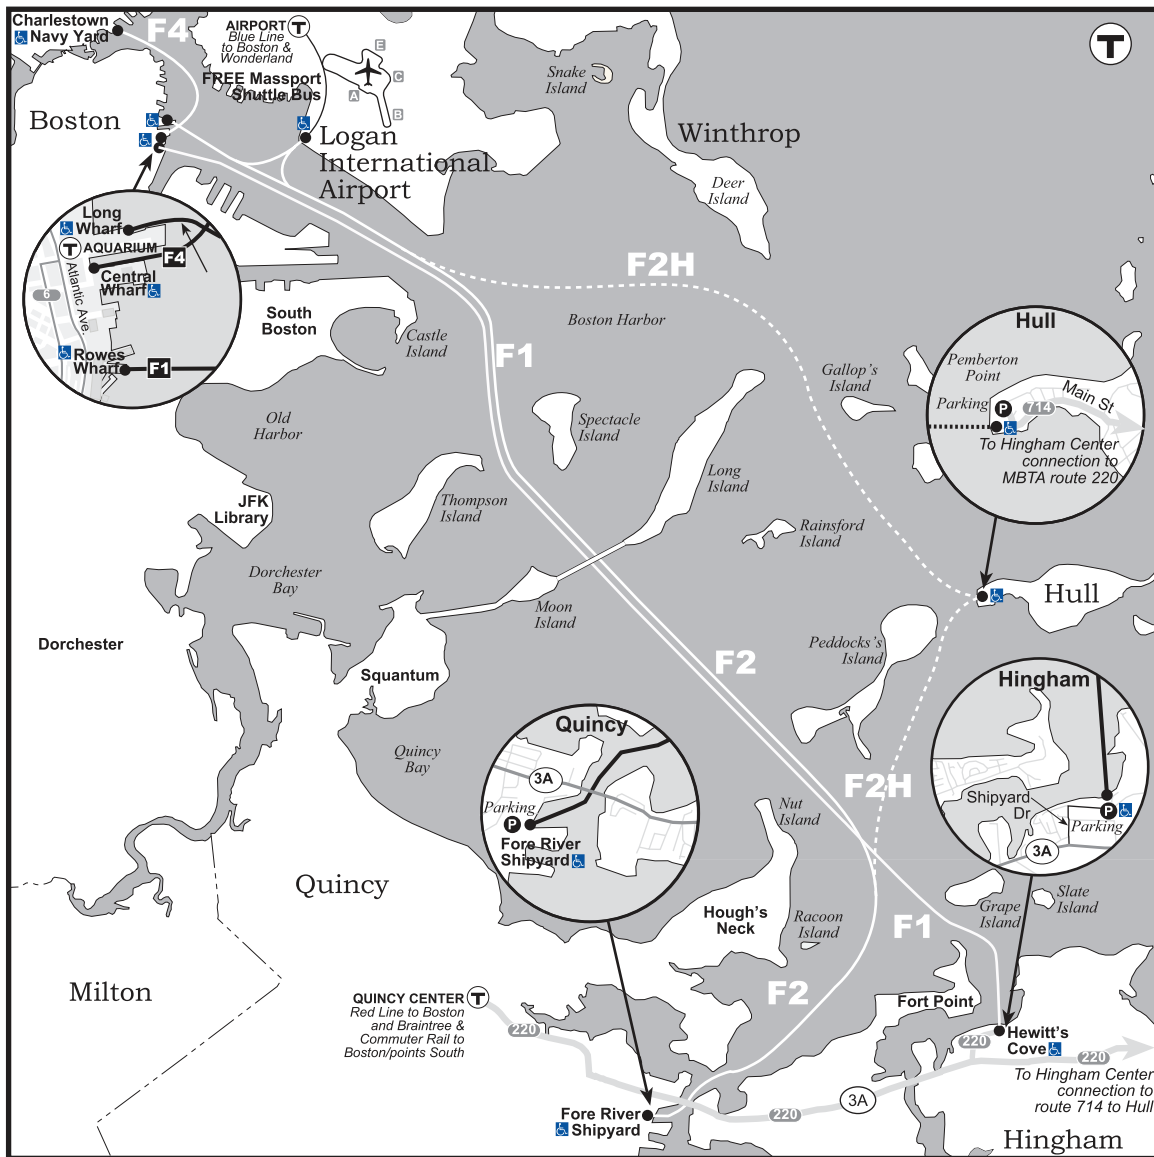 Charlestown
Navy Yard
F4
AIRPORT T
Blue Line
to Boston &
Wonderland
FREE Massport
Shuttle Bus
E
C
A
B
Snake
Island
T
Boston
Logan
International
Airport
Winthrop
Deer
Island
Long
Wharf
T AQUARIUM
F4
Central
Wharf
6
Atlantic Ave.
Rowes
Wharf
F1
F2H
South
Boston
Castle
Island
Boston Harbor
F1
Hull
Pemberton
Point
Parking
P
714
Main St
To Hingham Center
connection to
MBTA route 220
Gallop's
Island
Old
Harbor
Spectacle
Island
Long
Island
JFK
Library
Thompson
Island
Rainsford
Island
Dorchester
Bay
Moon
Island
Hull
Dorchester
Squantum
F2
Peddocks's
Island
Hingham
Shipyard
Dr
P
Parking
3A
Quincy
3A
Parking
P
Fore River
Shipyard
Quincy
Bay
F2H
Nut
Island
Quincy
Hough's
Neck
Racoon
Island
F1
Grape
Island
Slate
Island
Milton
QUINCY CENTER T
Red Line to Boston
and Braintree &
Commuter Rail to
Boston/points South
220
F2
Fort Point
Hewitt's
Cove
220
220
To Hingham Center
connection to
route 714 to Hull
3A
220
Fore River
Shipyard
Hingham